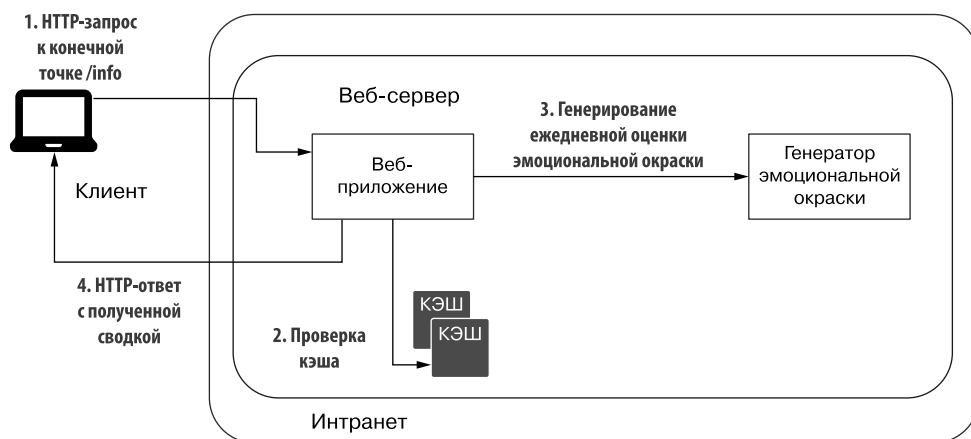 1. HTTP-запрос
к конечной
точке /info
Клиент
Веб-сервер
Веб-
приложение
3. Генерирование
ежедневной оценки
эмоциональной окраски
Генератор
эмоциональной
окраски
4. HTTP-ответ
с полученной
сводкой
2. Проверка
кэша
КЭШ
КЭШ
Интранет